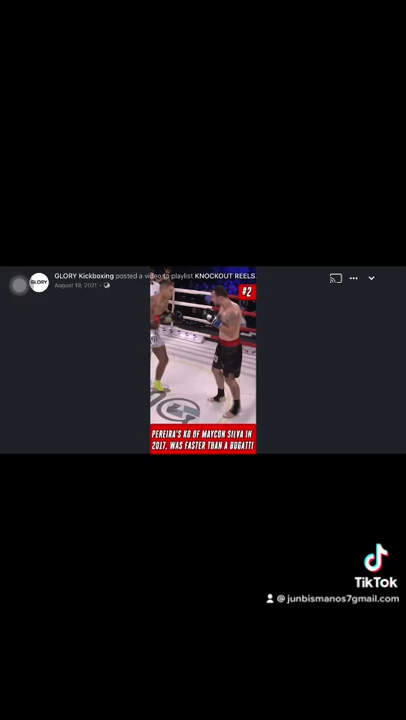 GLORY Kickboxing posted a video to playlist KNOCKOUT REELS.
August 19, 2021 ·
GLORY
#2
PEREIRA'S KO OF MAYCON SILVA IN
2017, WAS FASTER THAN A BUGATTI
TikTok
@ junbismanos7gmail.com